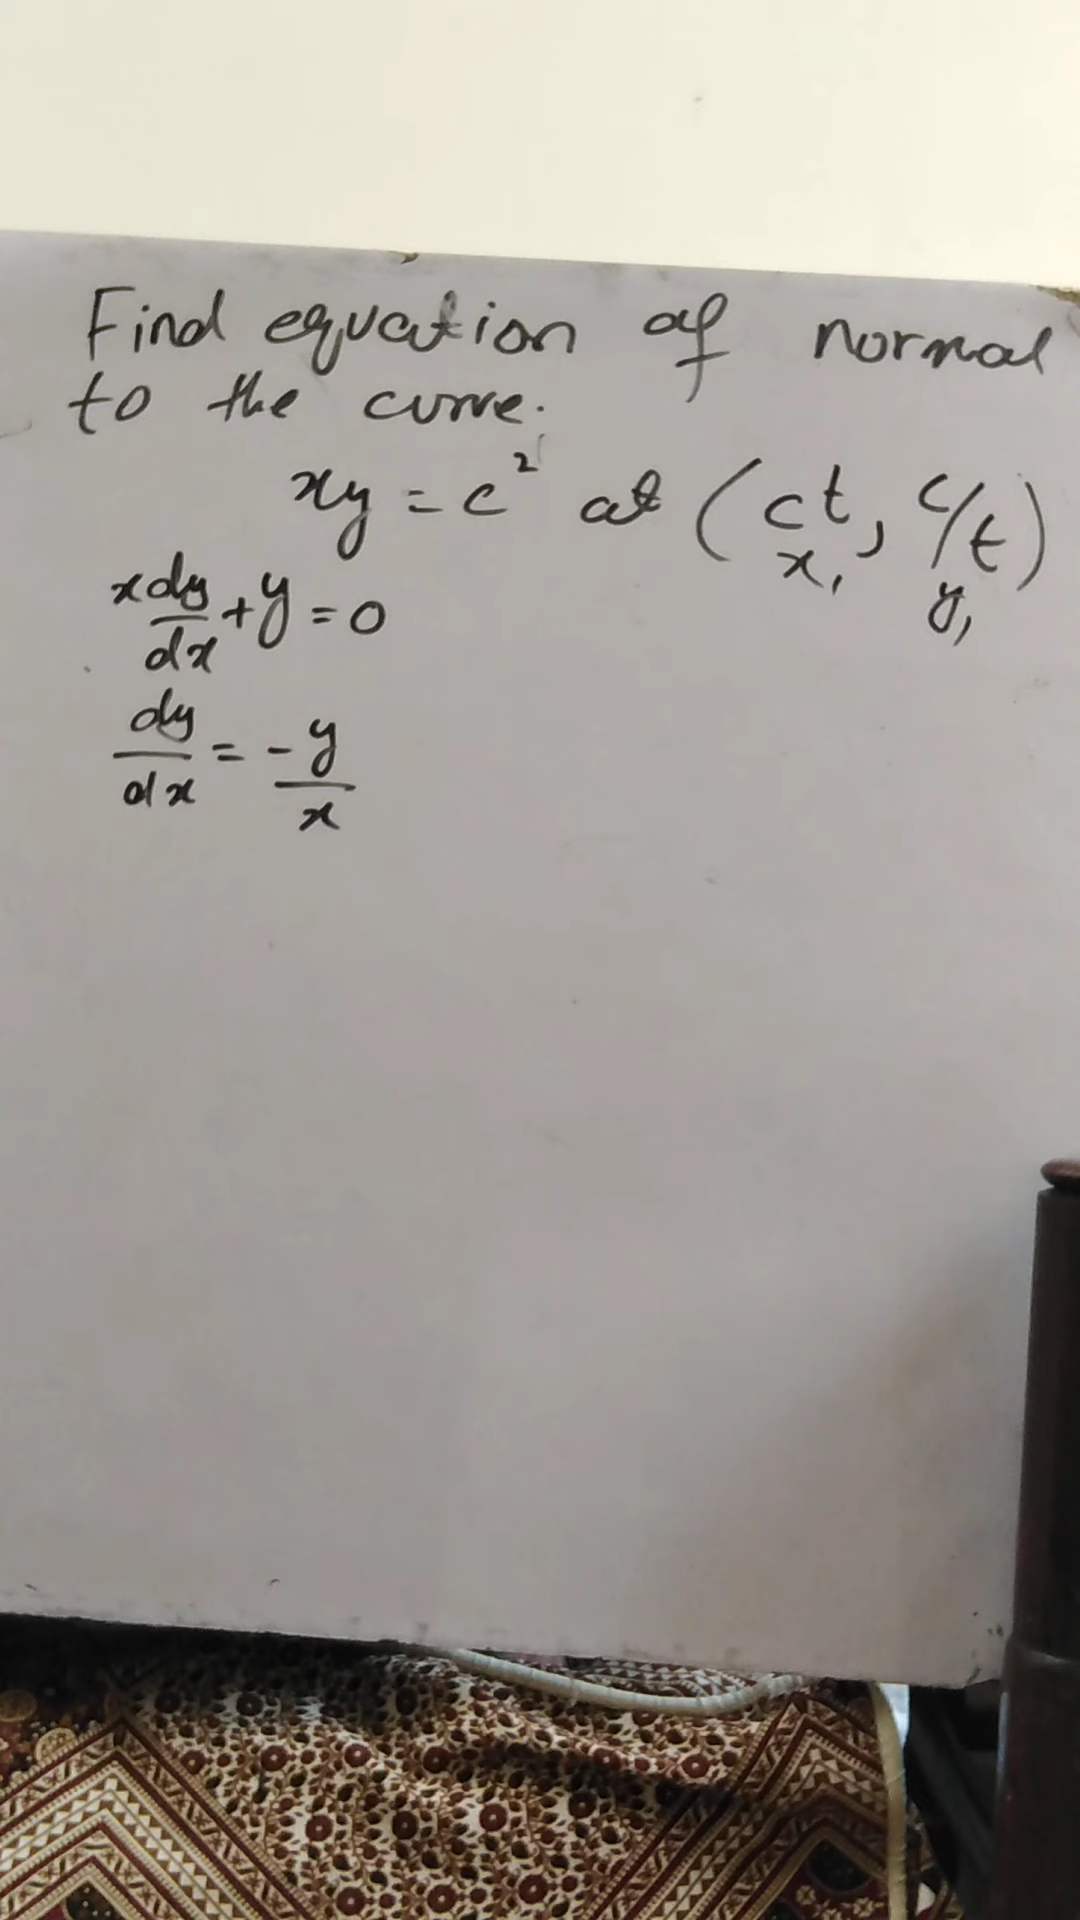 Find equation of normal
to the curve.
xy = c² at (ct, c/t)
x₁ y₁
x dy/dx + y = 0
dy/dx = -y/x